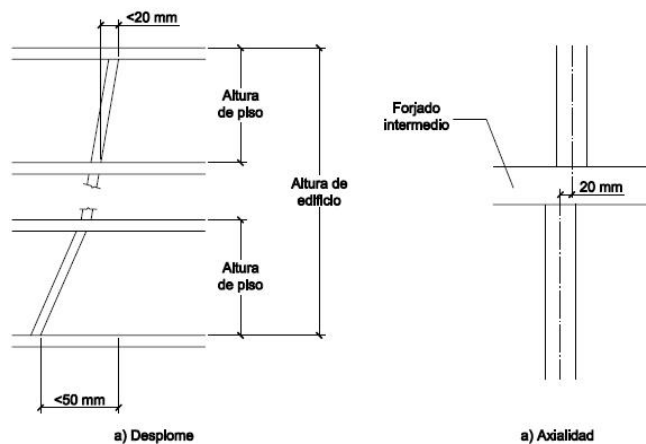 <20 mm
Altura
de piso
Altura de
edificio
Altura
de piso
<50 mm
a) Desplome
Forjado
intermedio
20 mm
a) Axialidad